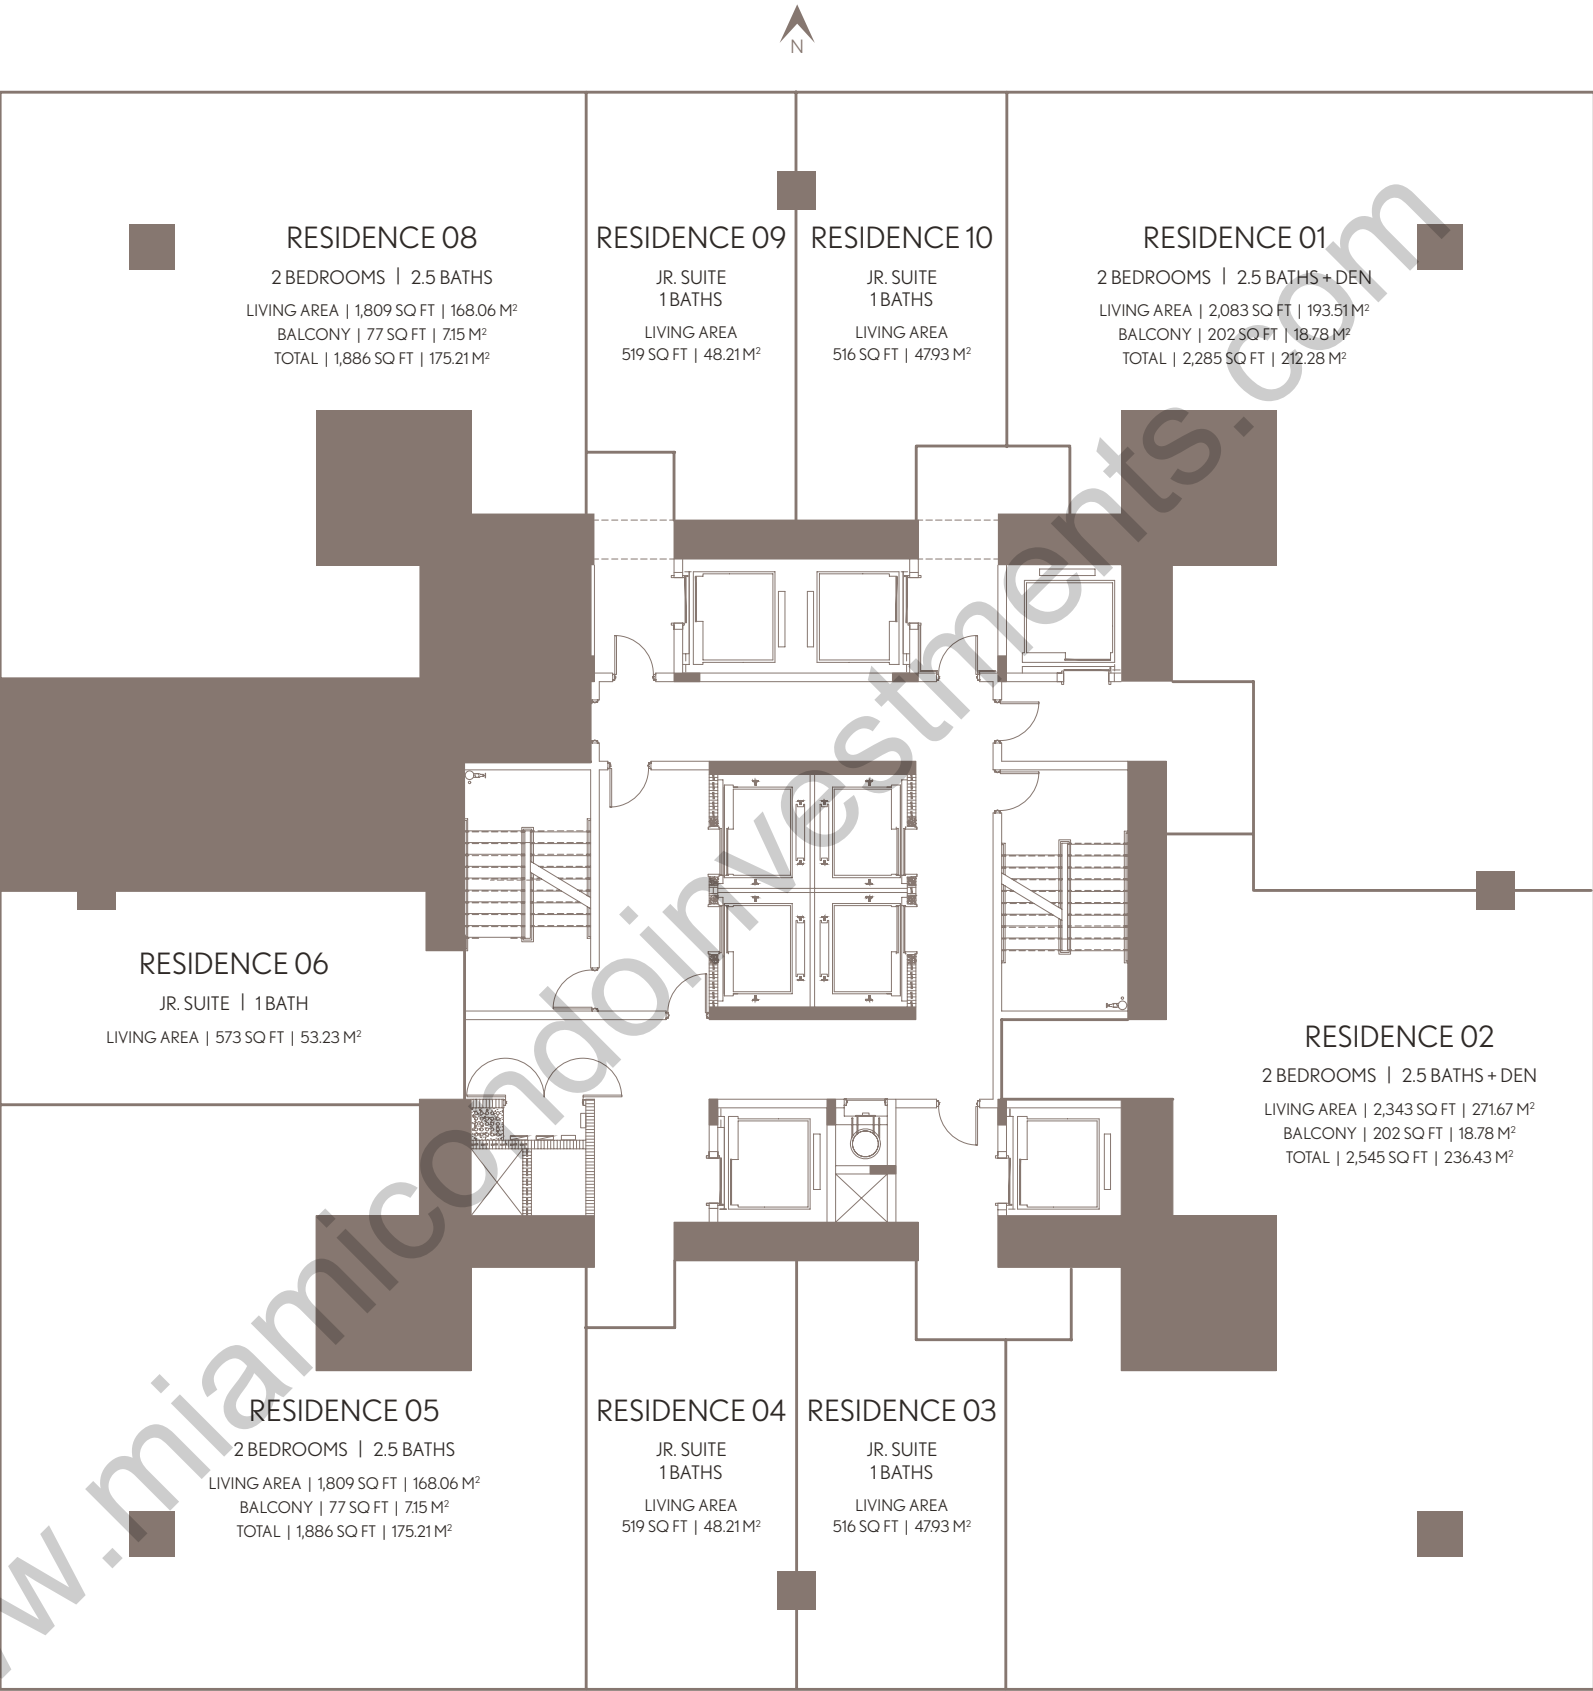 N
RESIDENCE 08
2 BEDROOMS | 2.5 BATHS
LIVING AREA | 1,809 SQ FT | 168.06 M²
BALCONY | 77 SQ FT | 7.15 M²
TOTAL | 1,886 SQ FT | 175.21 M²
RESIDENCE 09
JR. SUITE
1 BATHS
LIVING AREA
519 SQ FT | 48.21 M²
RESIDENCE 10
JR. SUITE
1 BATHS
LIVING AREA
516 SQ FT | 47.93 M²
RESIDENCE 01
2 BEDROOMS | 2.5 BATHS + DEN
LIVING AREA | 2,083 SQ FT | 193.51 M²
BALCONY | 202 SQ FT | 18.78 M²
TOTAL | 2,285 SQ FT | 212.28 M²
RESIDENCE 06
JR. SUITE | 1 BATH
LIVING AREA | 573 SQ FT | 53.23 M²
RESIDENCE 02
2 BEDROOMS | 2.5 BATHS + DEN
LIVING AREA | 2,343 SQ FT | 271.67 M²
BALCONY | 202 SQ FT | 18.78 M²
TOTAL | 2,545 SQ FT | 236.43 M²
RESIDENCE 05
2 BEDROOMS | 2.5 BATHS
LIVING AREA | 1,809 SQ FT | 168.06 M²
BALCONY | 77 SQ FT | 7.15 M²
TOTAL | 1,886 SQ FT | 175.21 M²
RESIDENCE 04
JR. SUITE
1 BATHS
LIVING AREA
519 SQ FT | 48.21 M²
RESIDENCE 03
JR. SUITE
1 BATHS
LIVING AREA
516 SQ FT | 47.93 M²
w.miamicondoinvestments.com